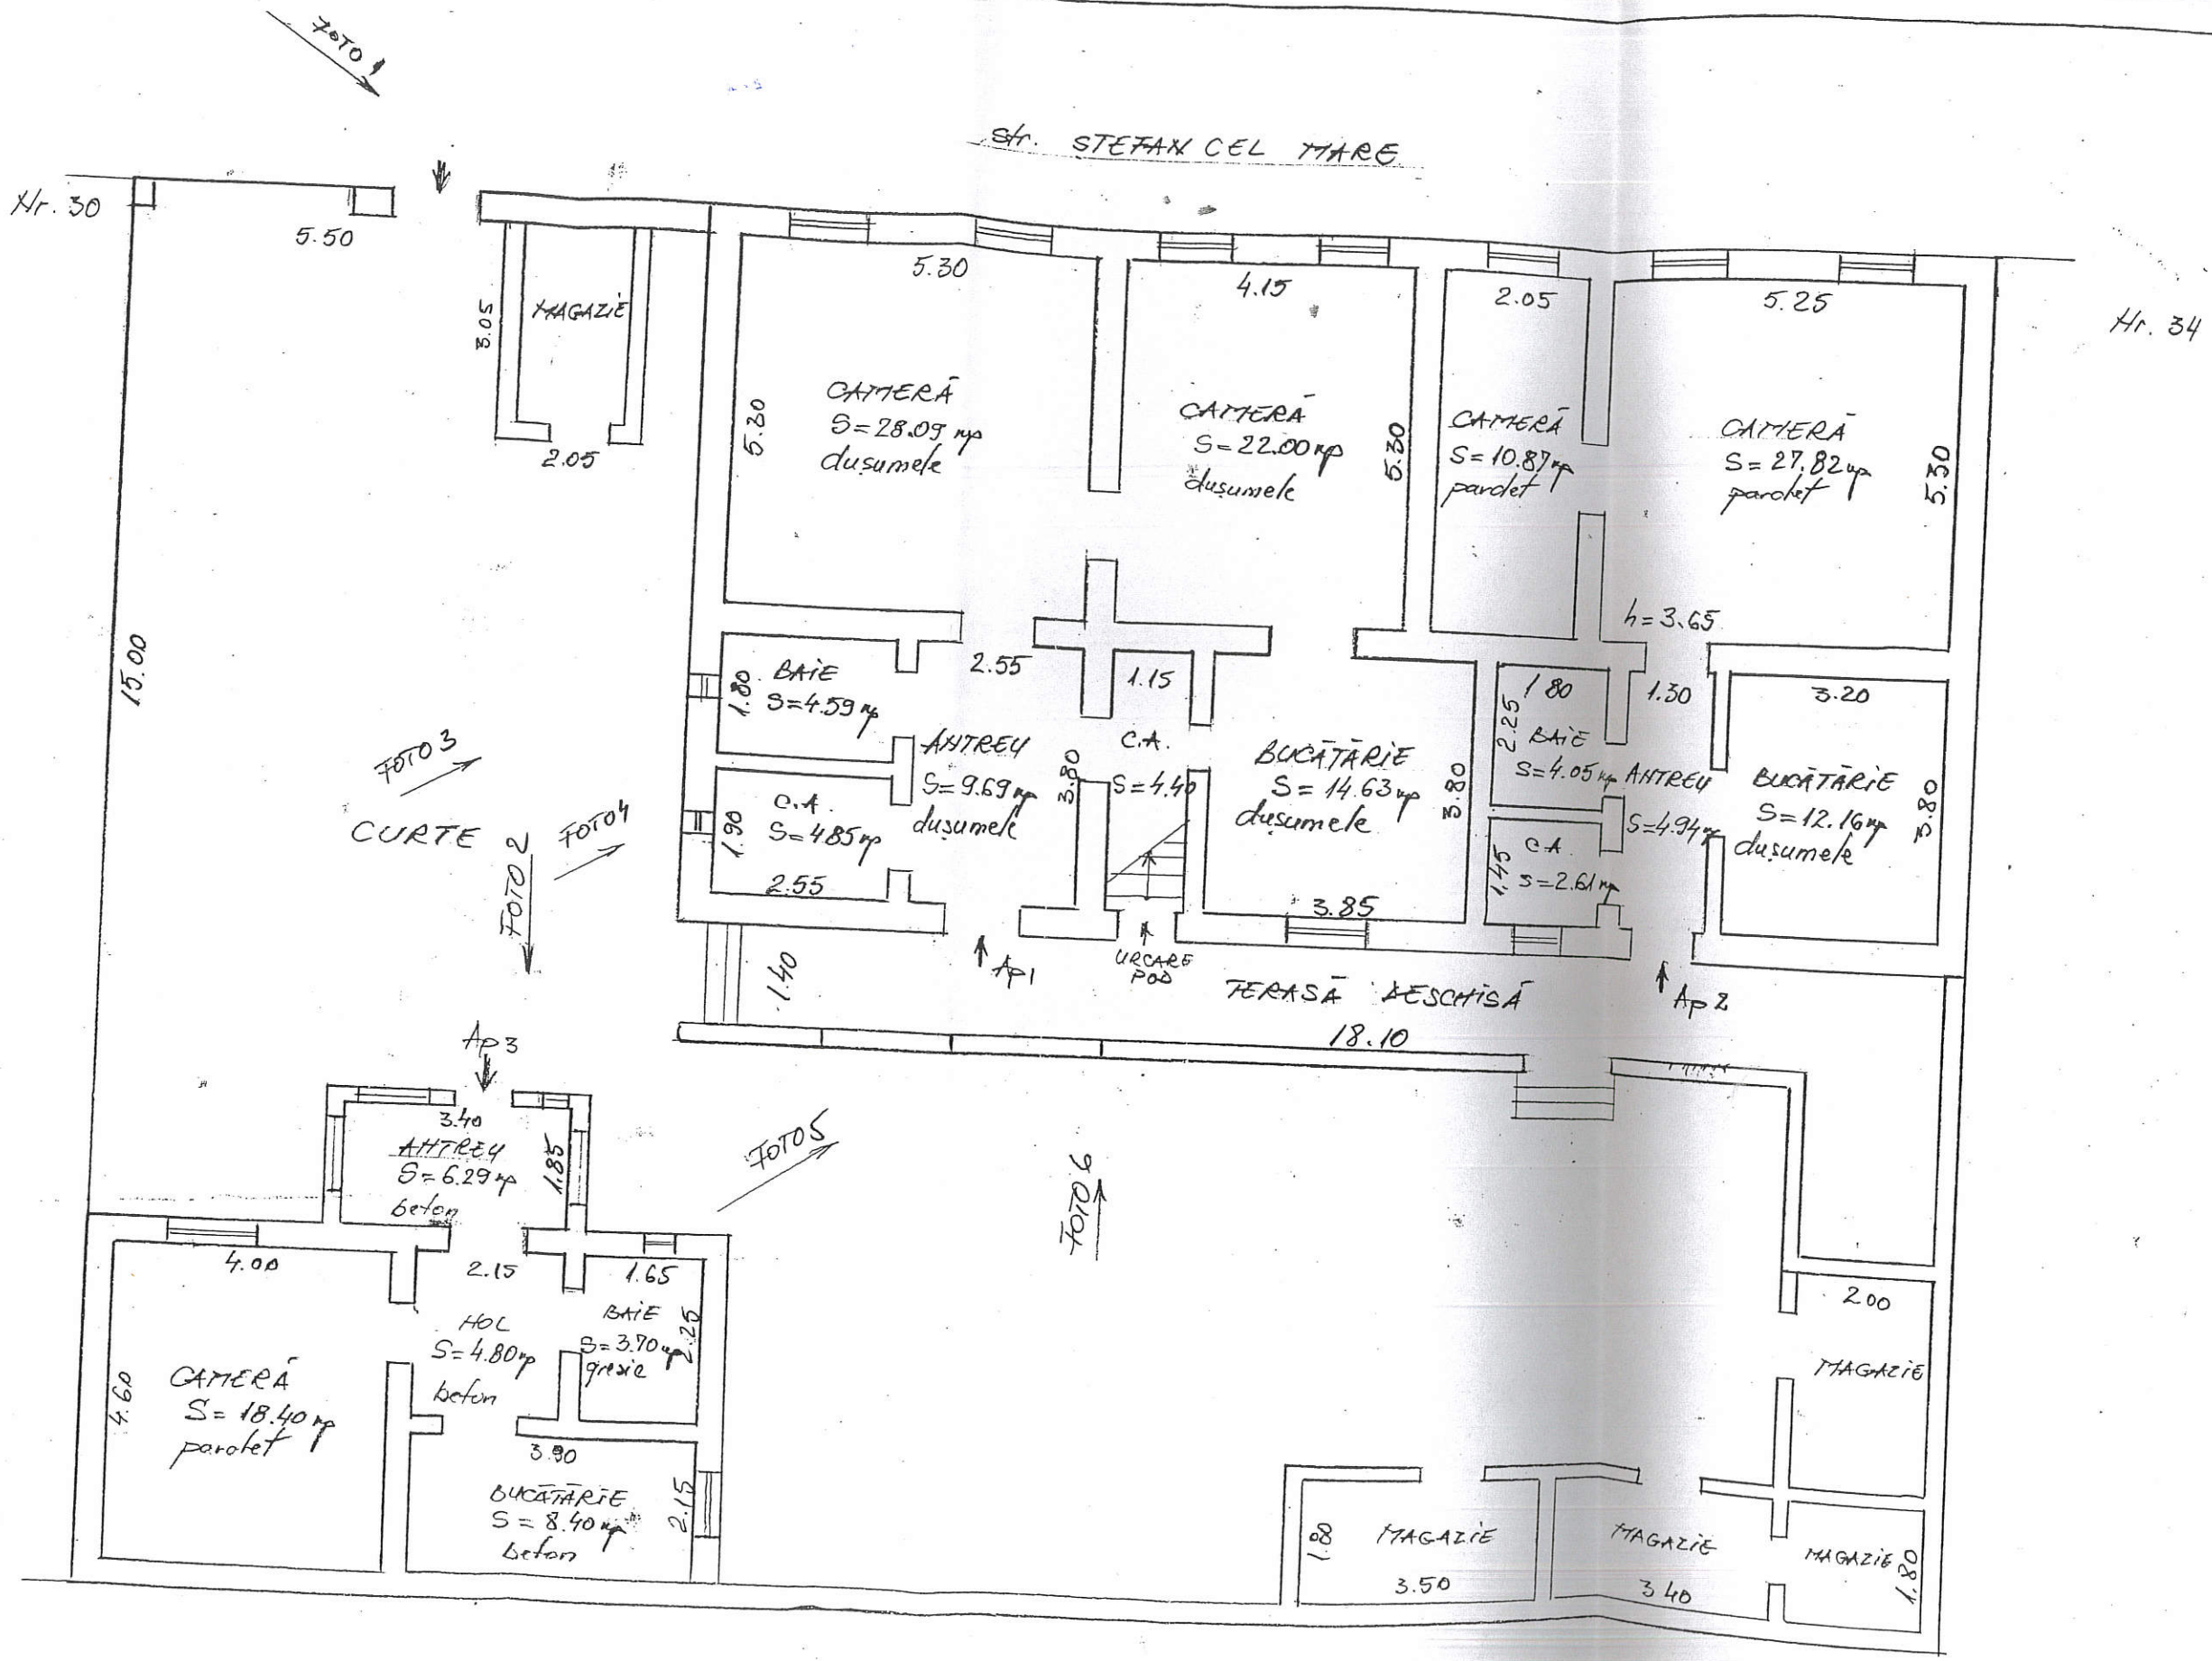 FOTO 1
str. STEFAN CEL MARE
Nr. 30
5.50
5.30
4.15
2.05
5.25
Nr. 34
3.05
MAGAZIE
2.05
CAMERĂ
S=28.09 mp
dușumele
5.30
CAMERĂ
S=22.00 mp
dușumele
5.30
CAMERĂ
S=10.87 mp
parchet
CAMERĂ
S=27.82 mp
parchet
5.30
h=3.65
15.00
BAIE
S=4.59 mp
1.80
2.55
1.15
1.80
2.25
BAIE
S=4.05 mp
1.30
3.20
ANTREU
S=9.69 mp
dușumele
3.80
C.A.
S=4.40
BUCĂTĂRIE
S=14.63 mp
dușumele
3.80
ANTREU
S=4.94 mp
BUCĂTĂRIE
S=12.16 mp
dușumele
3.80
C.A.
S=4.85 mp
1.90
2.55
3.85
C.A.
S=2.61 mp
1.45
FOTO 3
CURTE
FOTO 2
FOTO 4
1.40
Ap1
URCARE
POD
TERASĂ DESCHISĂ
18.10
Ap 2
Ap 3
3.40
ANTREU
S=6.29 mp
beton
1.85
FOTO 5
FOTO 6
4.00
2.15
1.65
HOL
S=4.80 mp
beton
BAIE
S=3.70 mp
gresie
2.25
CAMERĂ
S=18.40 mp
parchet
4.60
3.90
BUCĂTĂRIE
S=8.40 mp
beton
2.15
2.00
MAGAZIE
MAGAZIE
1.80
3.50
MAGAZIE
3.40
MAGAZIE
1.80